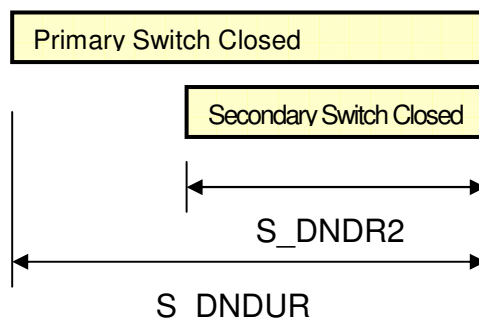 Primary Switch Closed
Secondary Switch Closed
S_DNDR2
S_DNDUR